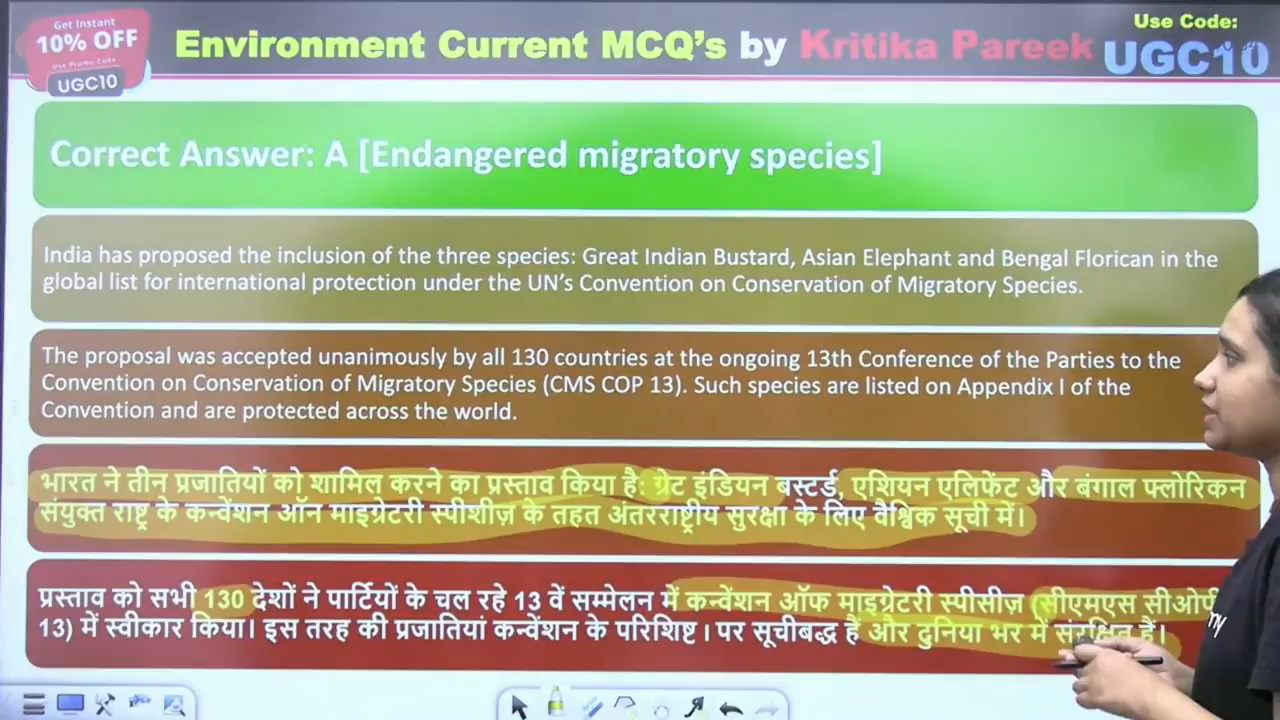 Get Instant
10% OFF
Use Promo Code
UGC10
Environment Current MCQ's by Kritika Pareek
Use Code:
UGC10
Correct Answer: A [Endangered migratory species]
India has proposed the inclusion of the three species: Great Indian Bustard, Asian Elephant and Bengal Florican in the
global list for international protection under the UN's Convention on Conservation of Migratory Species.
The proposal was accepted unanimously by all 130 countries at the ongoing 13th Conference of the Parties to the
Convention on Conservation of Migratory Species (CMS COP 13). Such species are listed on Appendix I of the
Convention and are protected across the world.
भारत ने तीन प्रजातियों को शामिल करने का प्रस्ताव किया है: ग्रेट इंडियन बस्टर्ड, एशियन एलिफेंट और बंगाल फ्लोरिकन
संयुक्त राष्ट्र के कन्वेंशन ऑन माइग्रेटरी स्पीशीज़ के तहत अंतरराष्ट्रीय सुरक्षा के लिए वैश्विक सूची में।
प्रस्ताव को सभी 130 देशों ने पार्टियों के चल रहे 13 वें सम्मेलन में कन्वेंशन ऑफ माइग्रेटरी स्पीसीज़ (सीएमएस सीओपी
13) में स्वीकार किया। इस तरह की प्रजातियां कन्वेंशन के परिशिष्ट । पर सूचीबद्ध हैं और दुनिया भर में संरक्षित हैं।